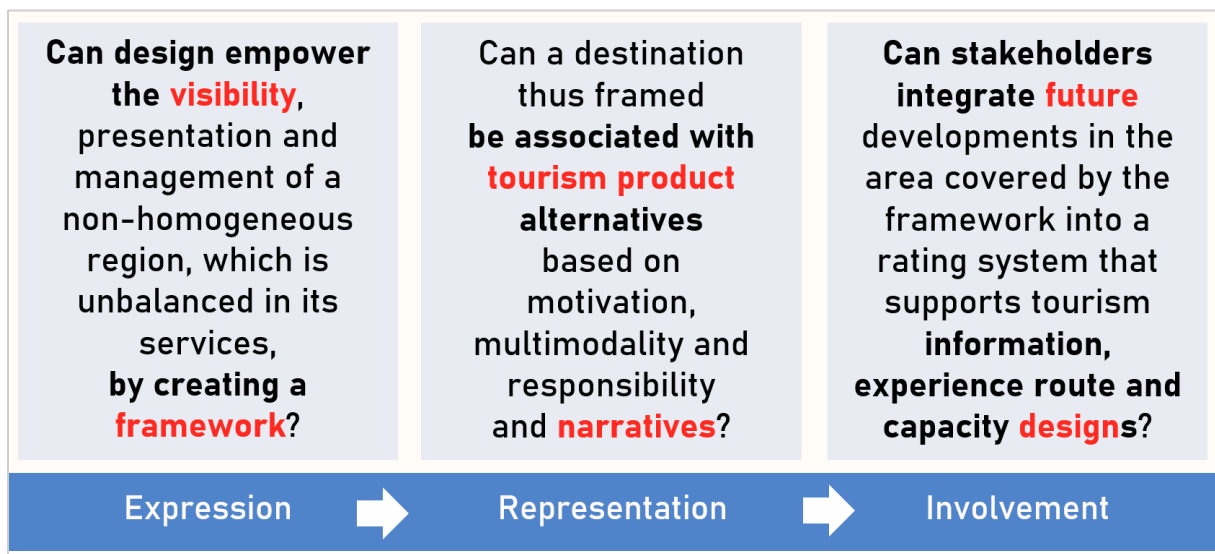 Can design empower
the visibility,
presentation and
management of a
non-homogeneous
region, which is
unbalanced in its
services,
by creating a
framework?
Can a destination
thus framed
be associated with
tourism product
alternatives
based on
motivation,
multimodality and
responsibility
and narratives?
Can stakeholders
integrate future
developments in the
area covered by the
framework into a
rating system that
supports tourism
information,
experience route and
capacity designs?
Expression
Representation
Involvement